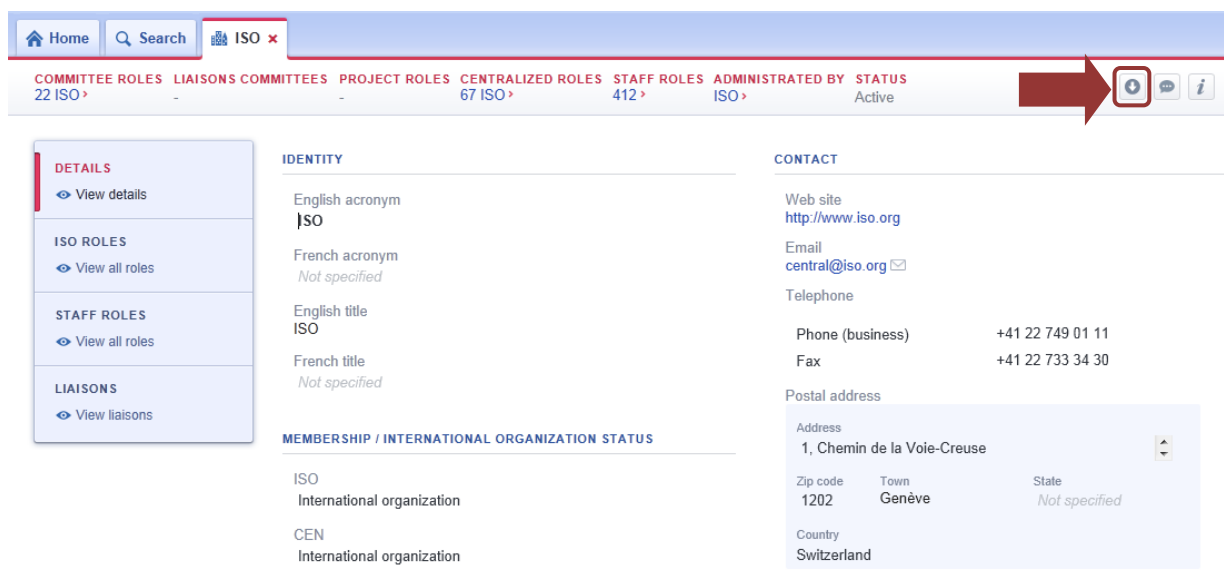 Home Search ISO ×
COMMITTEE ROLES LIAISONS COMMITTEES PROJECT ROLES CENTRALIZED ROLES STAFF ROLES ADMINISTRATED BY STATUS
22 ISO › - - 67 ISO › 412 › ISO › Active
DETAILS
View details
ISO ROLES
View all roles
STAFF ROLES
View all roles
LIAISONS
View liaisons
IDENTITY
English acronym
ISO
French acronym
Not specified
English title
ISO
French title
Not specified
MEMBERSHIP / INTERNATIONAL ORGANIZATION STATUS
ISO
International organization
CEN
International organization
CONTACT
Web site
http://www.iso.org
Email
central@iso.org
Telephone
Phone (business) +41 22 749 01 11
Fax +41 22 733 34 30
Postal address
Address
1, Chemin de la Voie-Creuse
Zip code Town State
1202 Genève Not specified
Country
Switzerland